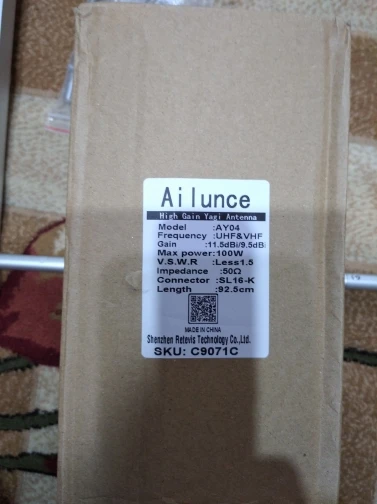 Ailunce
High Gain Yagi Antenna
Model :AY04
Frequency :UHF&VHF
Gain :11.5dBi/9.5dBi
Max power:100W
V.S.W.R :Less1.5
Impedance :50Ω
Connector :SL16-K
Length :92.5cm
MADE IN CHINA
Shenzhen Retevis Technology Co.,Ltd.
SKU: C9071C